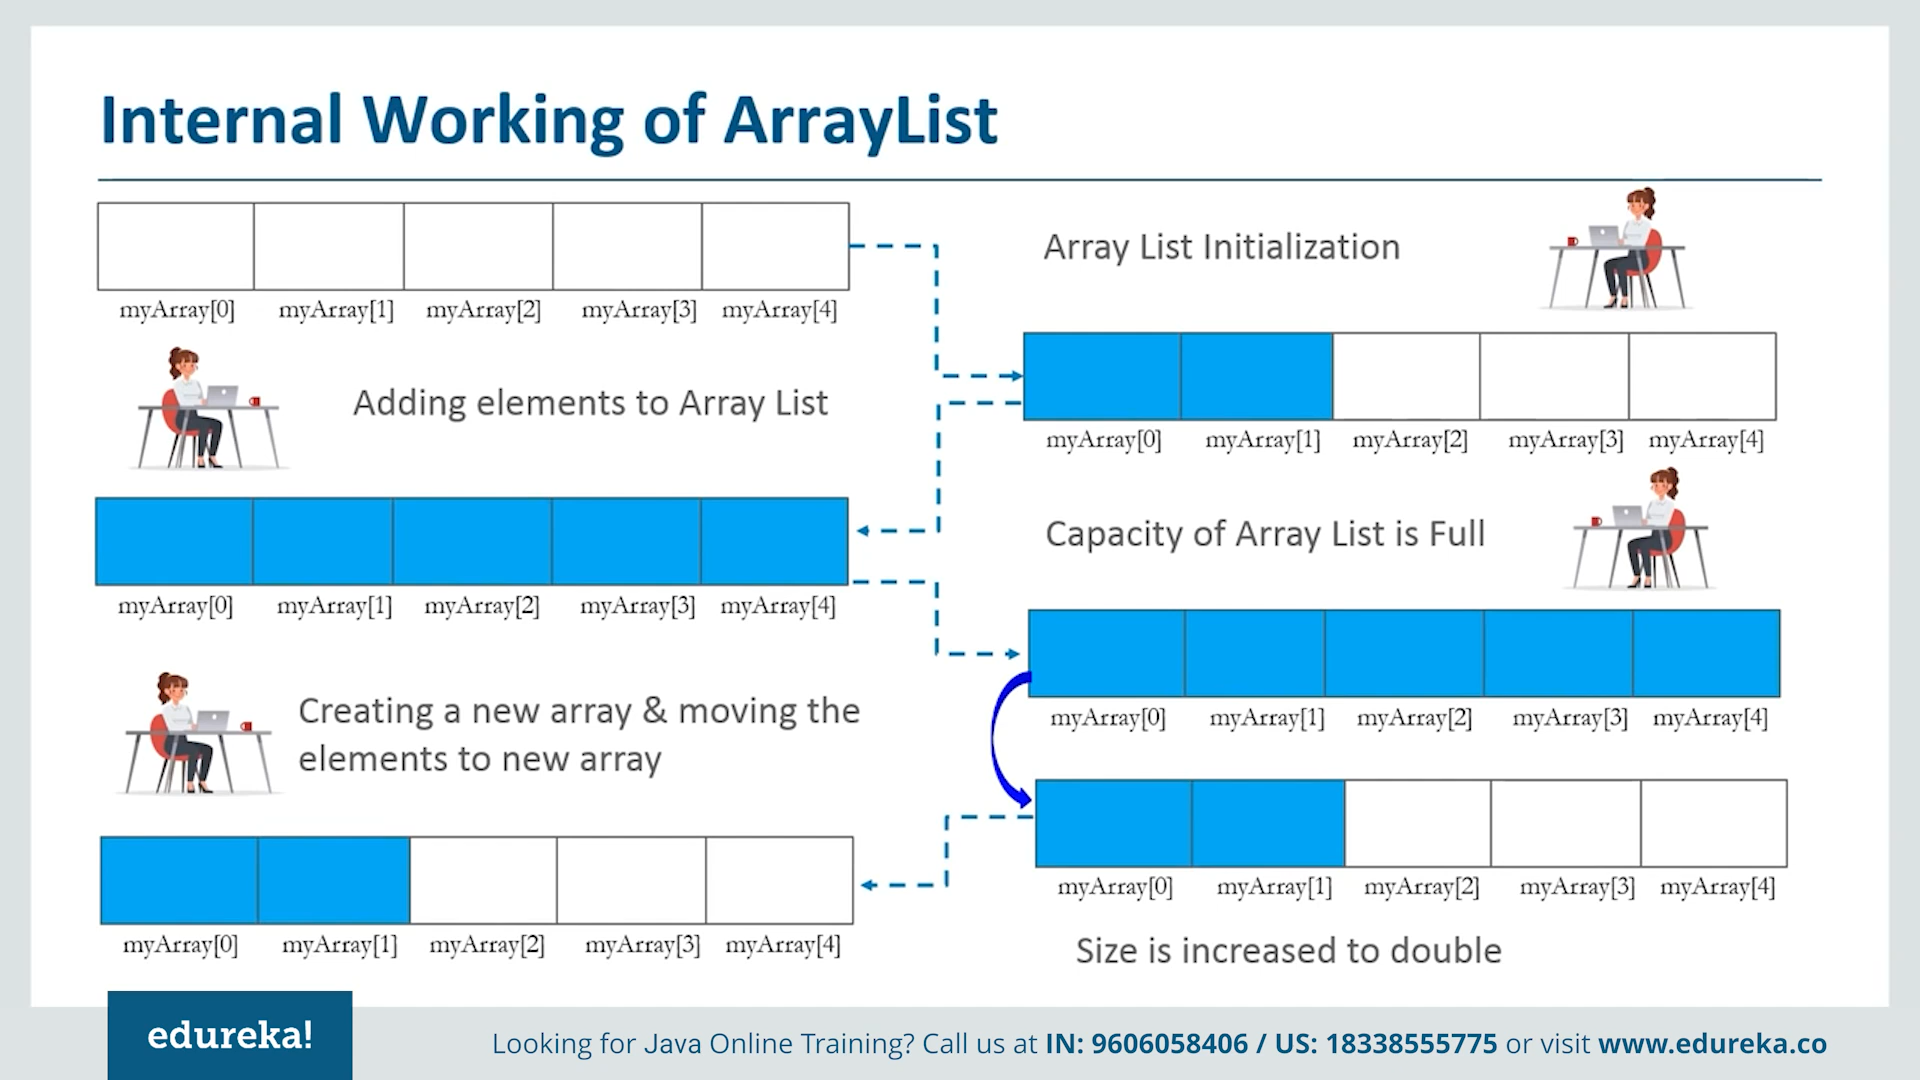 Internal Working of ArrayList
Array List Initialization
myArray[0] myArray[1] myArray[2] myArray[3] myArray[4]
Adding elements to Array List
myArray[0] myArray[1] myArray[2] myArray[3] myArray[4]
Capacity of Array List is Full
myArray[0] myArray[1] myArray[2] myArray[3] myArray[4]
Creating a new array & moving the
elements to new array
myArray[0] myArray[1] myArray[2] myArray[3] myArray[4]
myArray[0] myArray[1] myArray[2] myArray[3] myArray[4]
myArray[0] myArray[1] myArray[2] myArray[3] myArray[4]
Size is increased to double
edureka!
Looking for Java Online Training? Call us at IN: 9606058406 / US: 18338555775 or visit www.edureka.co